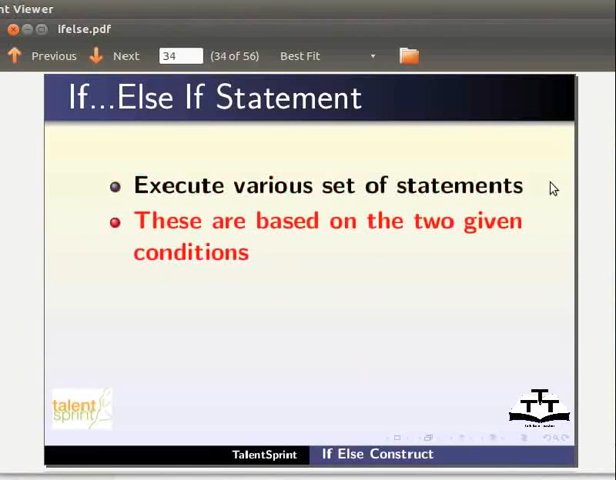 nt Viewer
ifelse.pdf
Previous Next 34 (34 of 56) Best Fit
If...Else If Statement
Execute various set of statements
These are based on the two given
conditions
talent
sprint
TTT
TalentSprint If Else Construct